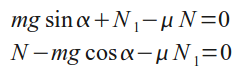 mg sin α + N₁ − μ N = 0
N − mg cos α − μ N₁ = 0